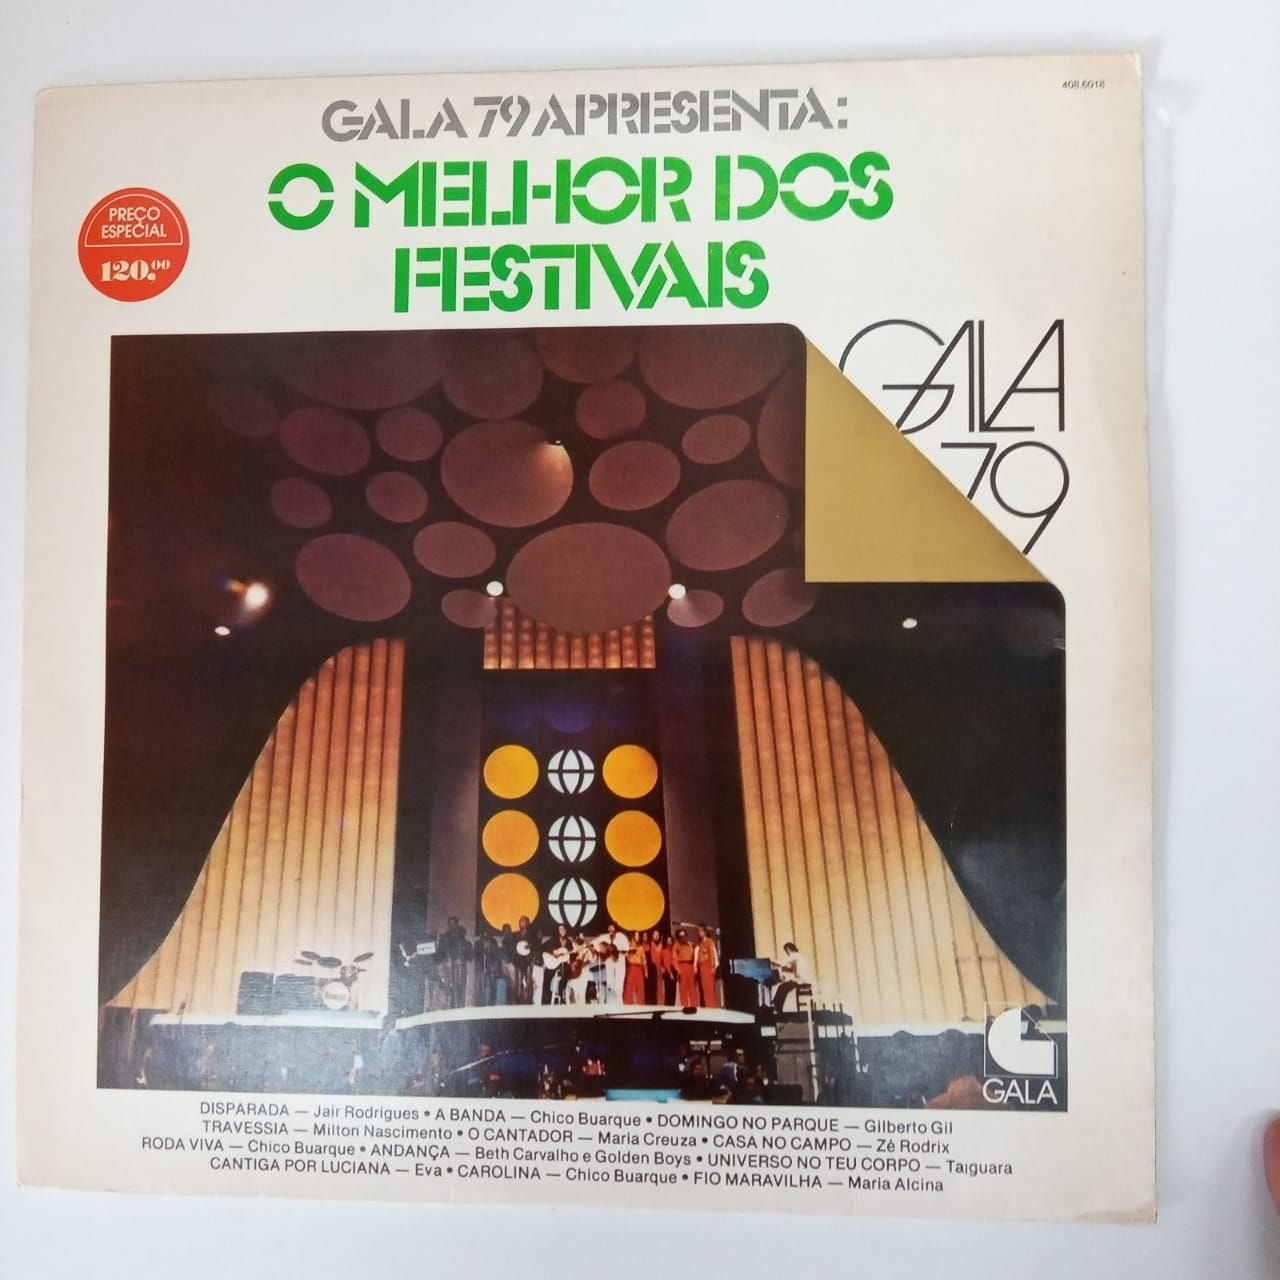 408.6018
GALA 79 APRESENTA:
O MELHOR DOS
FESTIVAIS
PREÇO
ESPECIAL
120,00
GALA
79
GALA
DISPARADA — Jair Rodrigues • A BANDA — Chico Buarque • DOMINGO NO PARQUE — Gilberto Gil
TRAVESSIA — Milton Nascimento • O CANTADOR — Maria Creuza • CASA NO CAMPO — Zé Rodrix
RODA VIVA — Chico Buarque • ANDANÇA — Beth Carvalho e Golden Boys • UNIVERSO NO TEU CORPO — Taiguara
CANTIGA POR LUCIANA — Eva • CAROLINA — Chico Buarque • FIO MARAVILHA — Maria Alcina